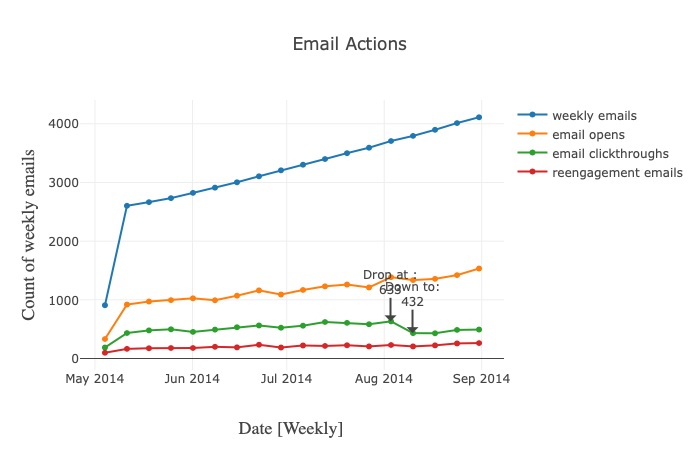 Email Actions
weekly emails
email opens
email clickthroughs
reengagement emails
Count of weekly emails
4000
3000
2000
1000
0
Drop at :
633
Down to:
432
May 2014
Jun 2014
Jul 2014
Aug 2014
Sep 2014
Date [Weekly]